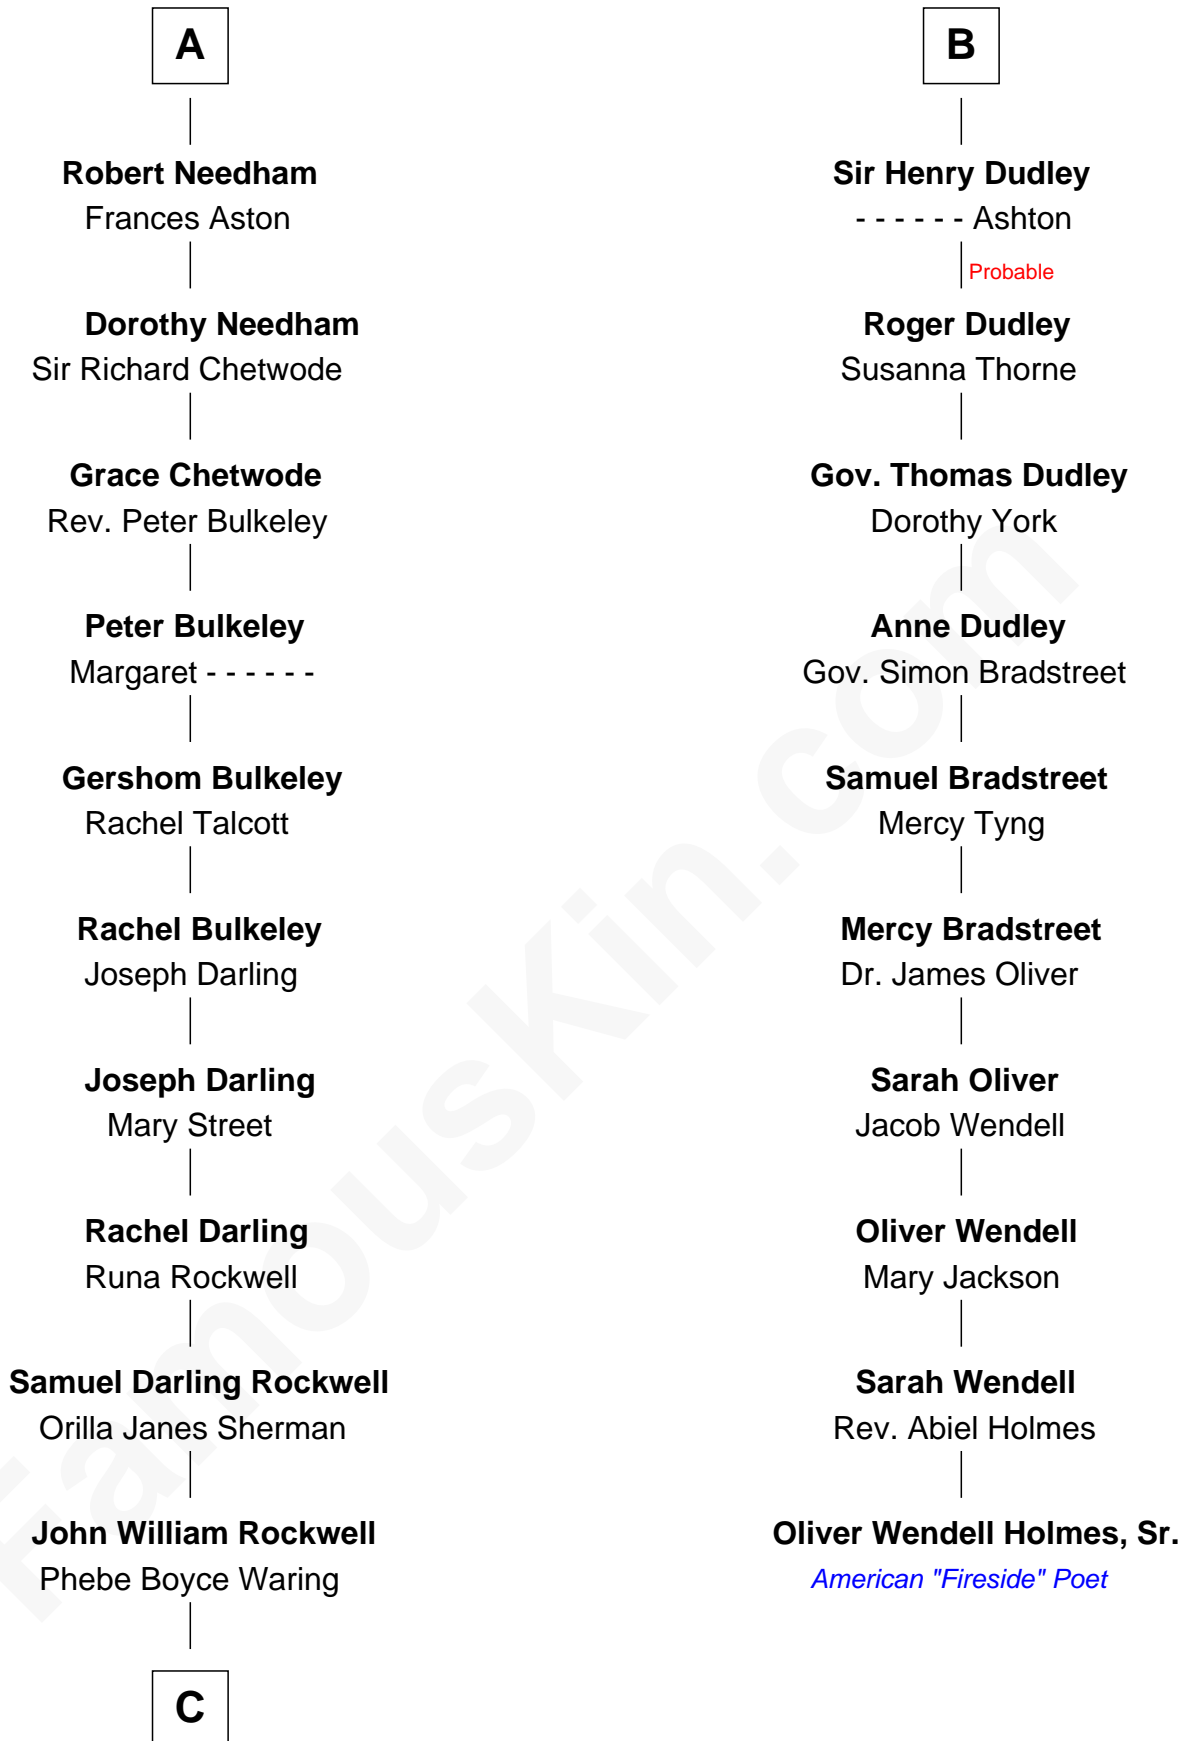 A
Robert Needham
Frances Aston
Dorothy Needham
Sir Richard Chetwode
Grace Chetwode
Rev. Peter Bulkeley
Peter Bulkeley
Margaret - - - - - -
Gershom Bulkeley
Rachel Talcott
Rachel Bulkeley
Joseph Darling
Joseph Darling
Mary Street
Rachel Darling
Runa Rockwell
Samuel Darling Rockwell
Orilla Janes Sherman
John William Rockwell
Phebe Boyce Waring
C
B
Sir Henry Dudley
- - - - - - Ashton
Probable
Roger Dudley
Susanna Thorne
Gov. Thomas Dudley
Dorothy York
Anne Dudley
Gov. Simon Bradstreet
Samuel Bradstreet
Mercy Tyng
Mercy Bradstreet
Dr. James Oliver
Sarah Oliver
Jacob Wendell
Oliver Wendell
Mary Jackson
Sarah Wendell
Rev. Abiel Holmes
Oliver Wendell Holmes, Sr.
American "Fireside" Poet
FamousKin.com